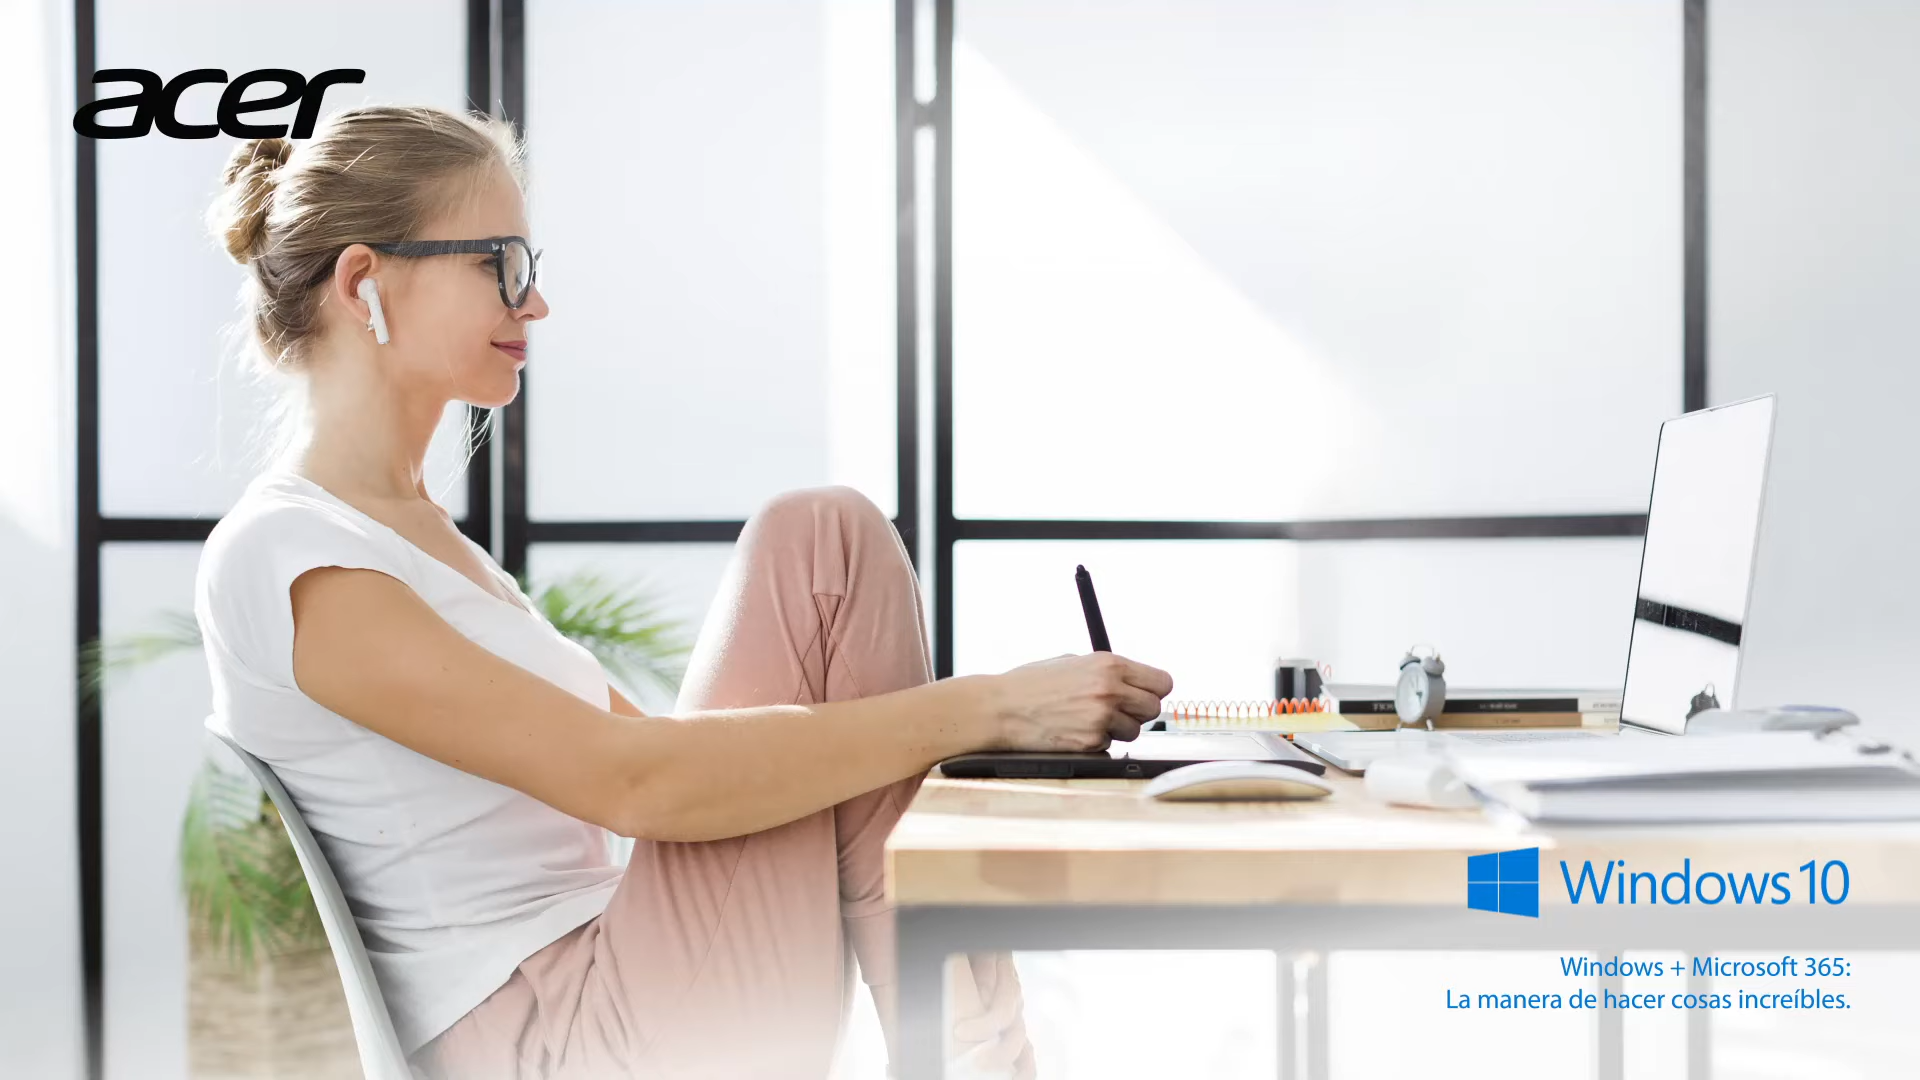 acer
Windows 10
Windows + Microsoft 365:
La manera de hacer cosas increíbles.